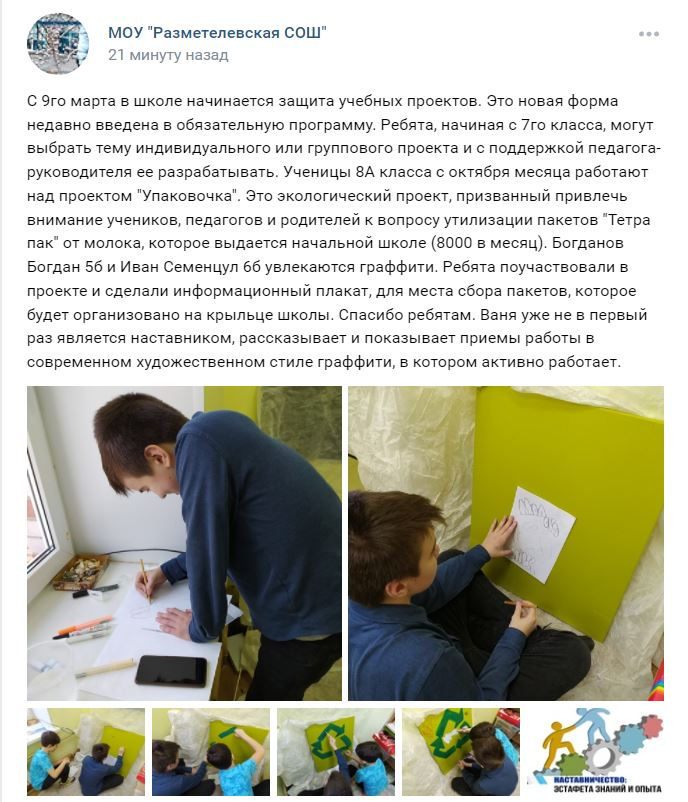 МОУ "Разметелевская СОШ"
21 минуту назад
С 9го марта в школе начинается защита учебных проектов. Это новая форма
недавно введена в обязательную программу. Ребята, начиная с 7го класса, могут
выбрать тему индивидуального или группового проекта и с поддержкой педагога-
руководителя ее разрабатывать. Ученицы 8А класса с октября месяца работают
над проектом "Упаковочка". Это экологический проект, призванный привлечь
внимание учеников, педагогов и родителей к вопросу утилизации пакетов "Тетра
пак" от молока, которое выдается начальной школе (8000 в месяц). Богданов
Богдан 5б и Иван Семенцул 6б увлекаются граффити. Ребята поучаствовали в
проекте и сделали информационный плакат, для места сбора пакетов, которое
будет организовано на крыльце школы. Спасибо ребятам. Ваня уже не в первый
раз является наставником, рассказывает и показывает приемы работы в
современном художественном стиле граффити, в котором активно работает.
НАСТАВНИЧЕСТВО:
ЭСТАФЕТА ЗНАНИЙ И ОПЫТА